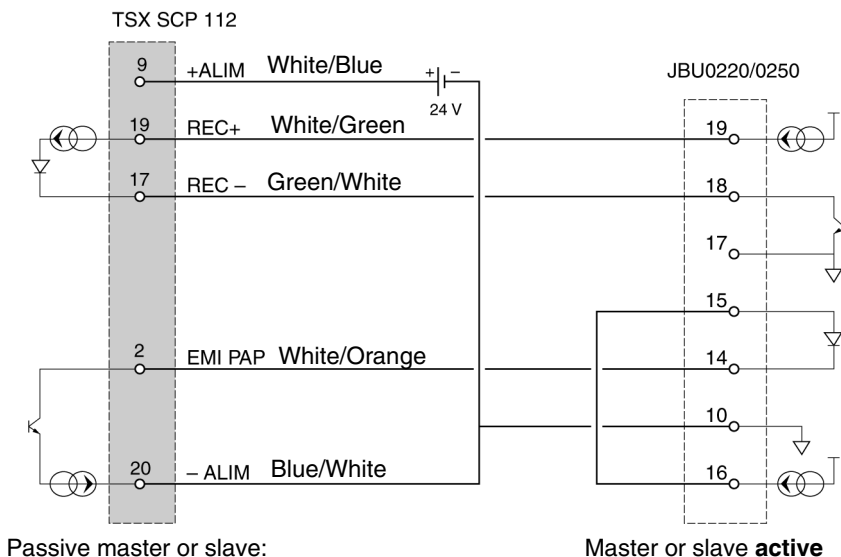 TSX SCP 112
JBU0220/0250
9 +ALIM White/Blue + −
24 V
19 REC+ White/Green 19
17 REC – Green/White 18
17
15
2 EMI PAP White/Orange 14
10
20 – ALIM Blue/White 16
Passive master or slave: Master or slave active